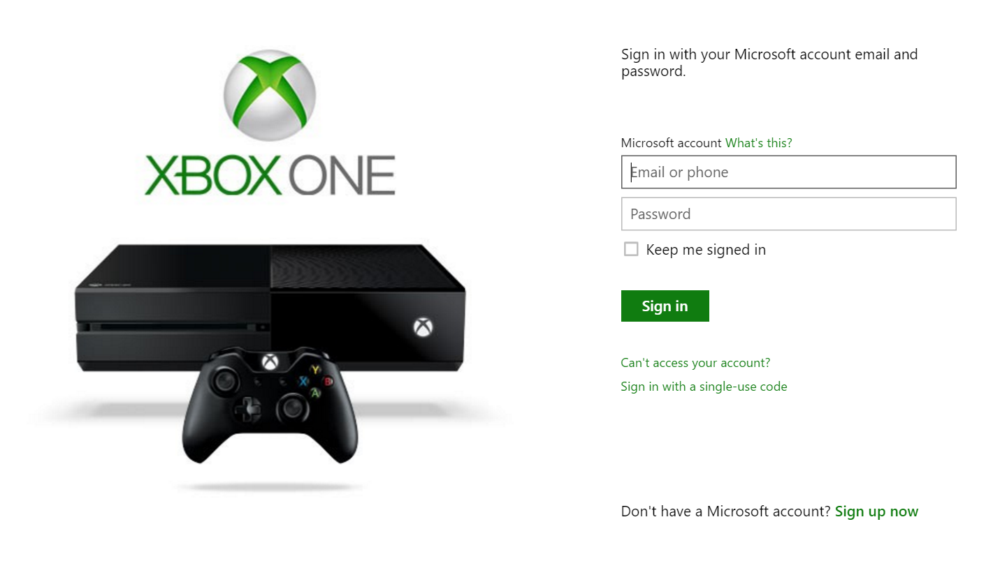 XBOX ONE
Sign in with your Microsoft account email and
password.
Microsoft account What's this?
Email or phone
Password
Keep me signed in
Sign in
Can't access your account?
Sign in with a single-use code
Don't have a Microsoft account? Sign up now
Y
X B
A